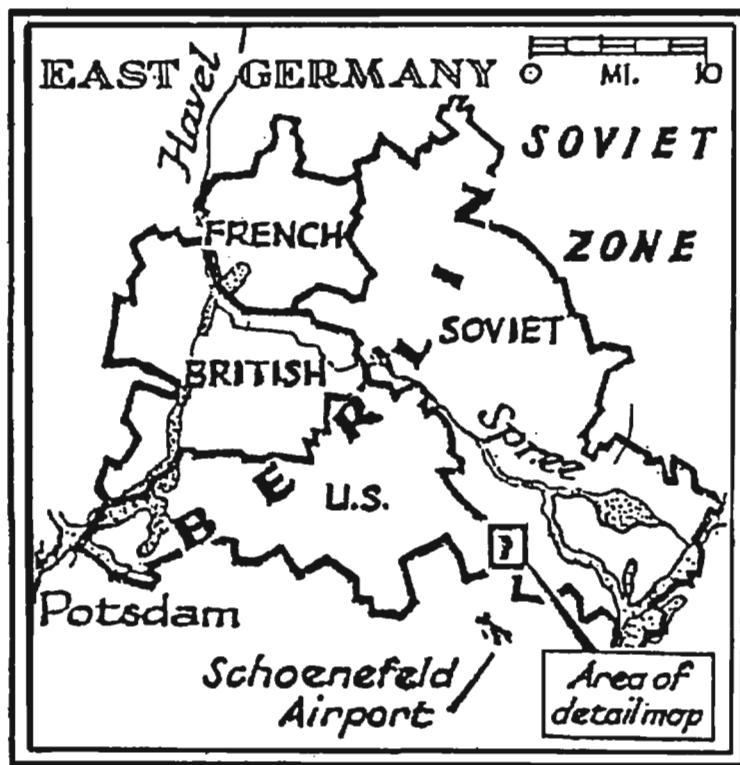 EAST GERMANY
0 MI. 10
Havel
SOVIET
ZONE
FRENCH
SOVIET
BRITISH
BERLIN
Spree
U.S.
Potsdam
Schoenefeld
Airport
Area of
detail map